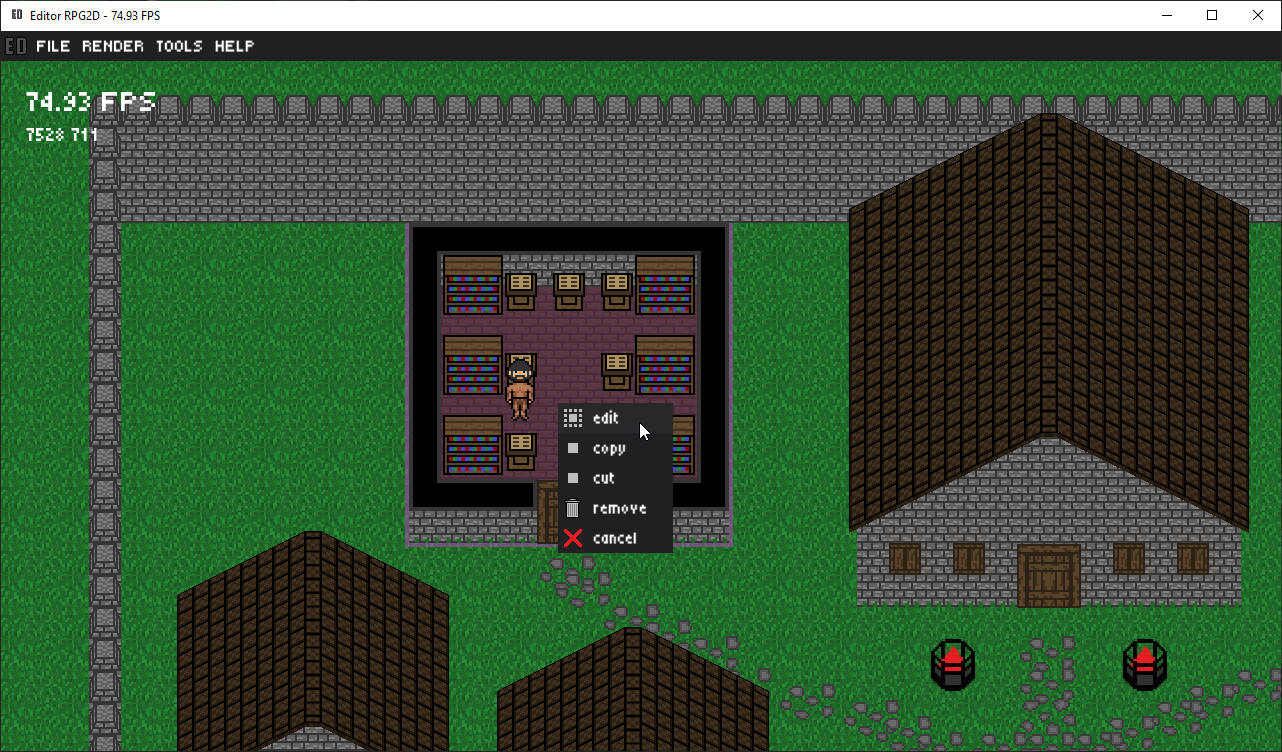 Editor RPG2D - 74.93 FPS
ED FILE RENDER TOOLS HELP
74.93 FPS
7528 711
edit
copy
cut
remove
cancel